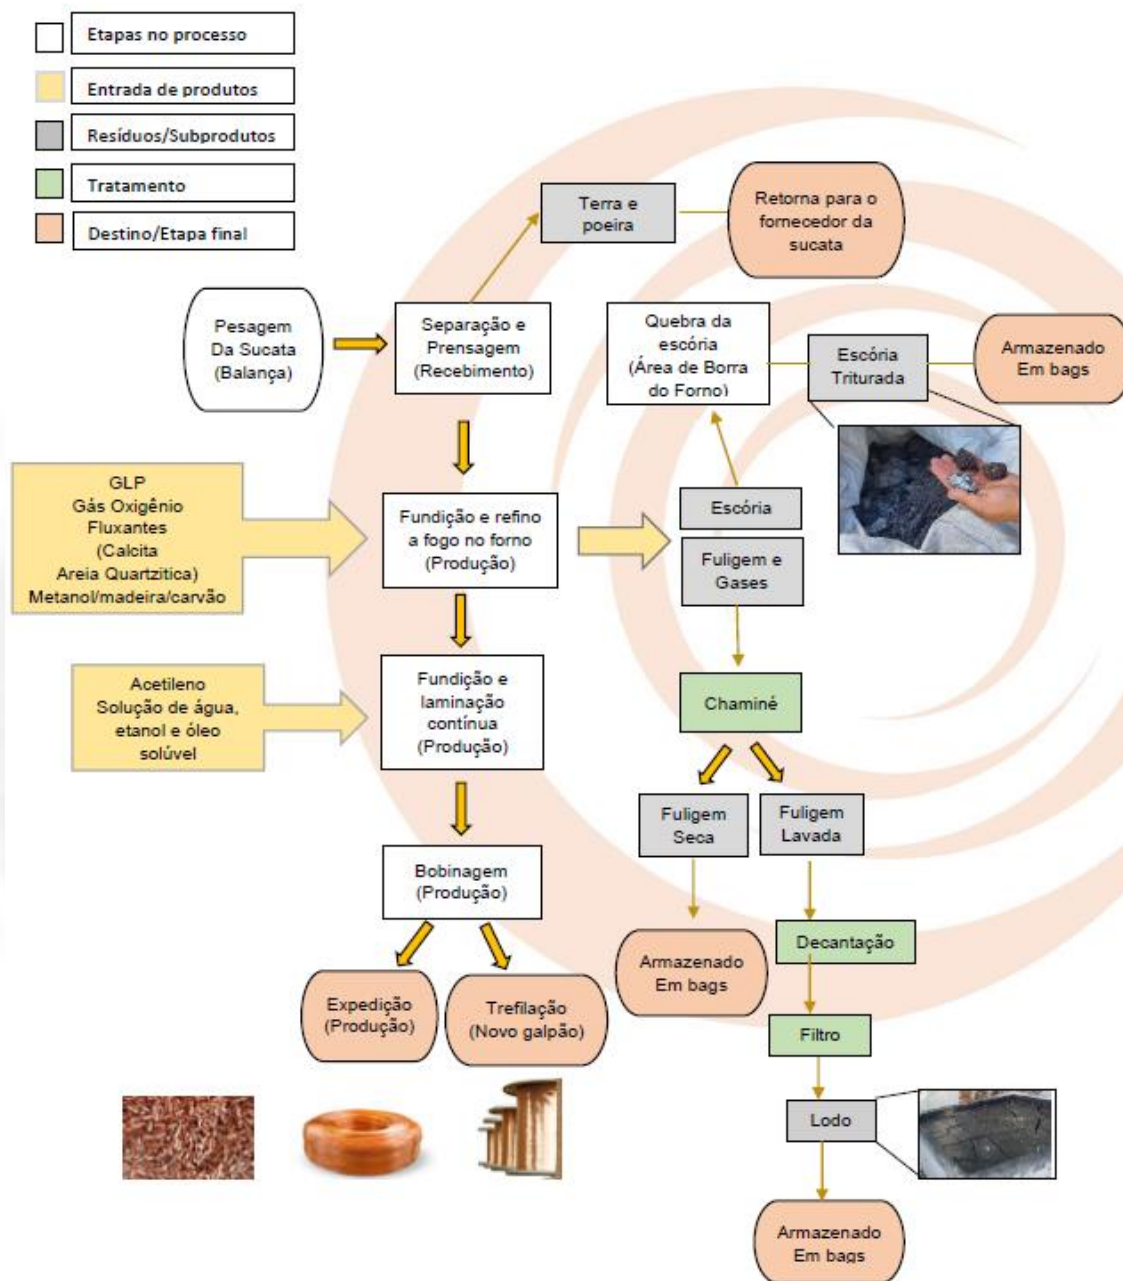 Etapas no processo
Entrada de produtos
Resíduos/Subprodutos
Tratamento
Destino/Etapa final
Terra e
poeira
Retorna para o
fornecedor da
sucata
Pesagem
Da Sucata
(Balança)
Separação e
Prensagem
(Recebimento)
Quebra da
escória
(Área de Borra
do Forno)
Escória
Triturada
Armazenado
Em bags
GLP
Gás Oxigênio
Fluxantes
(Calcita
Areia Quartzitica)
Metanol/madeira/carvão
Fundição e refino
a fogo no forno
(Produção)
Escória
Fuligem e
Gases
Acetileno
Solução de água,
etanol e óleo
solúvel
Fundição e
laminação
contínua
(Produção)
Chaminé
Fuligem
Seca
Fuligem
Lavada
Bobinagem
(Produção)
Armazenado
Em bags
Decantação
Expedição
(Produção)
Trefilação
(Novo galpão)
Filtro
Lodo
Armazenado
Em bags